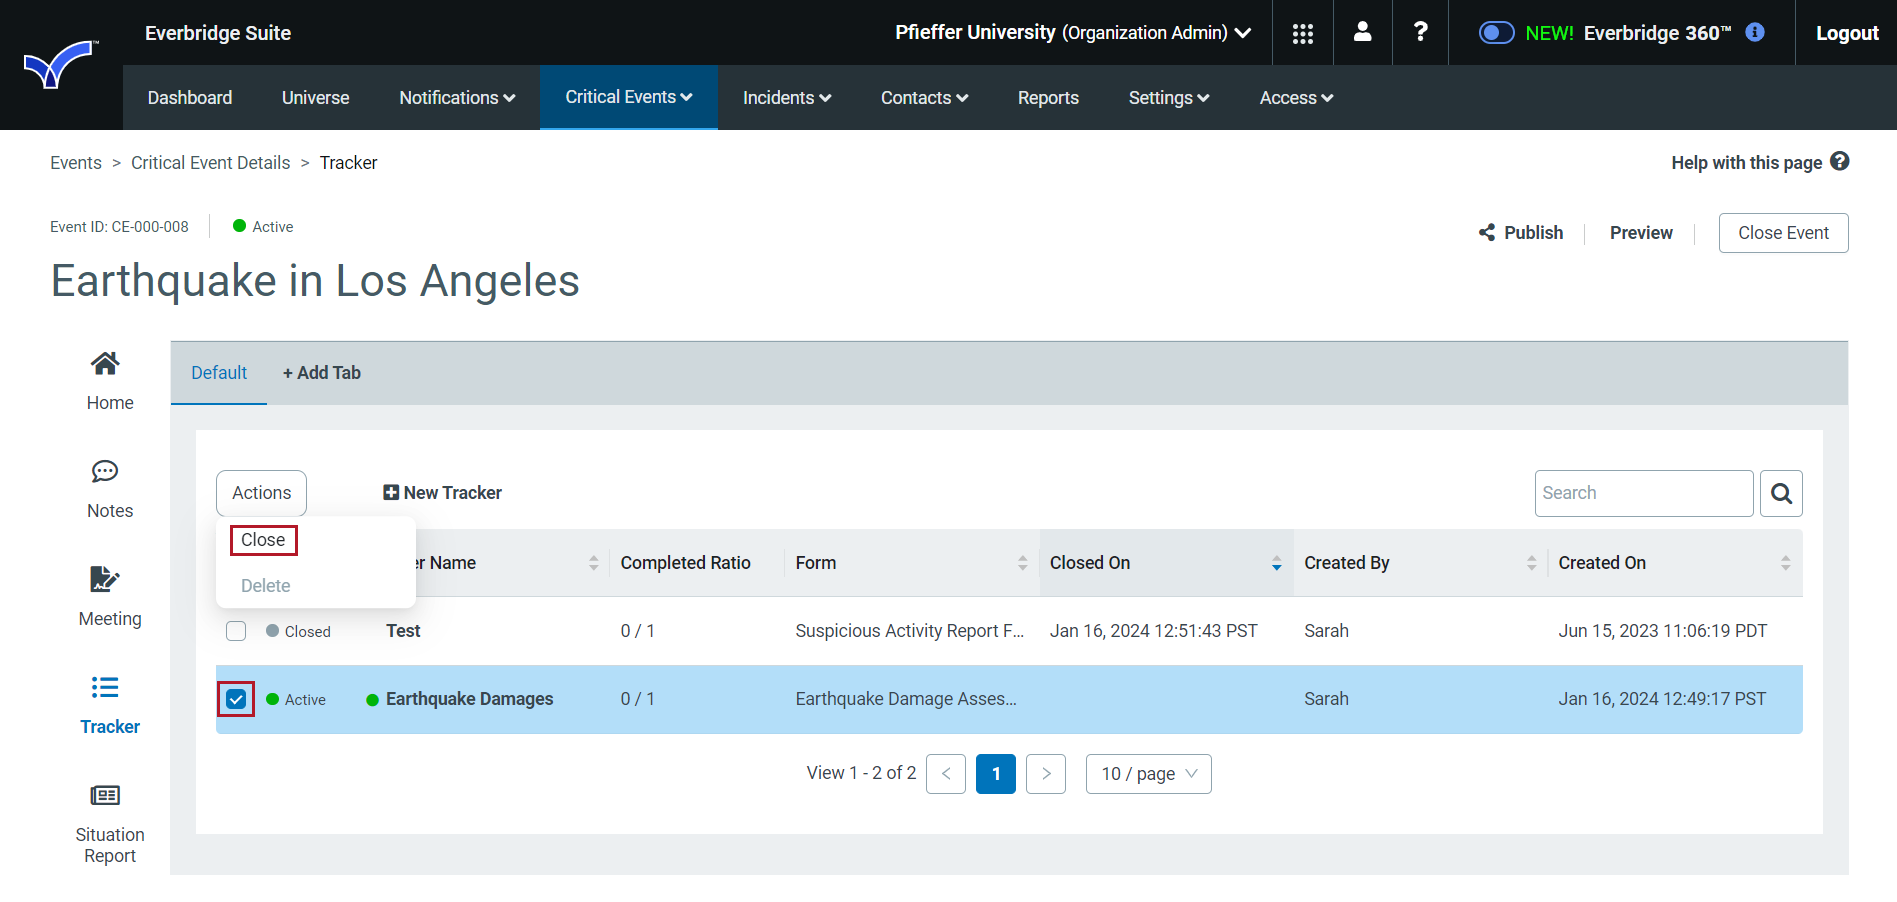 Everbridge Suite
Pfieffer University (Organization Admin)
?
NEW! Everbridge 360™
Logout
Dashboard
Universe
Notifications
Critical Events
Incidents
Contacts
Reports
Settings
Access
Events > Critical Event Details > Tracker
Help with this page
Event ID: CE-000-008
Active
Publish
Preview
Close Event
Earthquake in Los Angeles
Home
Notes
Meeting
Tracker
Situation
Report
Default
+ Add Tab
Actions
New Tracker
Search
Close
Delete
er Name
Completed Ratio
Form
Closed On
Created By
Created On
Closed
Test
0 / 1
Suspicious Activity Report F...
Jan 16, 2024 12:51:43 PST
Sarah
Jun 15, 2023 11:06:19 PDT
Active
Earthquake Damages
0 / 1
Earthquake Damage Asses...
Sarah
Jan 16, 2024 12:49:17 PST
View 1 - 2 of 2
<
1
>
10 / page